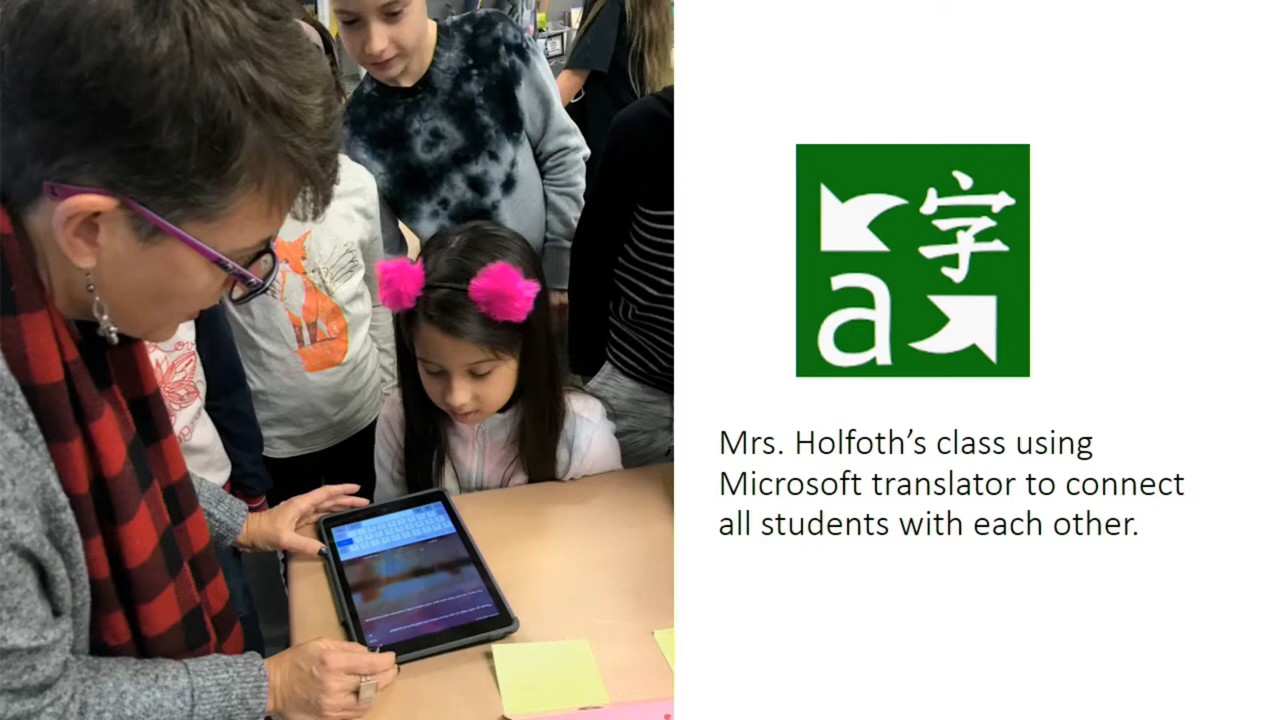 字
a
Mrs. Holfoth’s class using
Microsoft translator to connect
all students with each other.